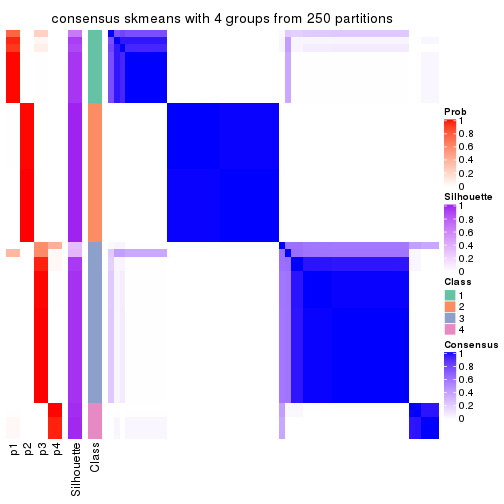 consensus skmeans with 4 groups from 250 partitions
Prob
1
0.8
0.6
0.4
0.2
0
Silhouette
1
0.8
0.6
0.4
0.2
0
Class
1
2
3
4
Consensus
1
0.8
0.6
0.4
0.2
0
p1
p2
p3
p4
Silhouette
Class